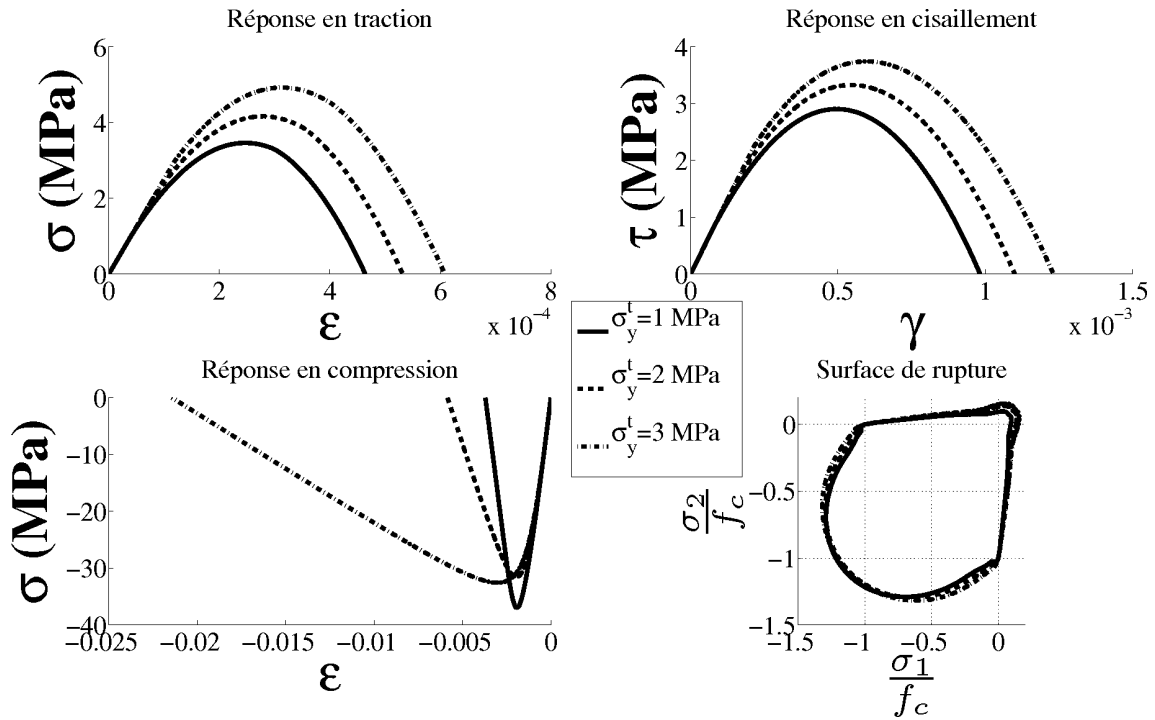 Réponse en traction
6
4
2
0
σ (MPa)
0
2
4
6
8
ε
x 10⁻⁴
Réponse en cisaillement
4
3
2
1
0
τ (MPa)
0
0.5
1
1.5
γ
x 10⁻³
σ_y^t=1 MPa
σ_y^t=2 MPa
σ_y^t=3 MPa
Réponse en compression
0
−10
−20
−30
−40
σ (MPa)
−0.025
−0.02
−0.015
−0.01
−0.005
0
ε
Surface de rupture
0
−0.5
−1
−1.5
σ₂
f_c
−1.5
−1
−0.5
0
σ₁
f_c